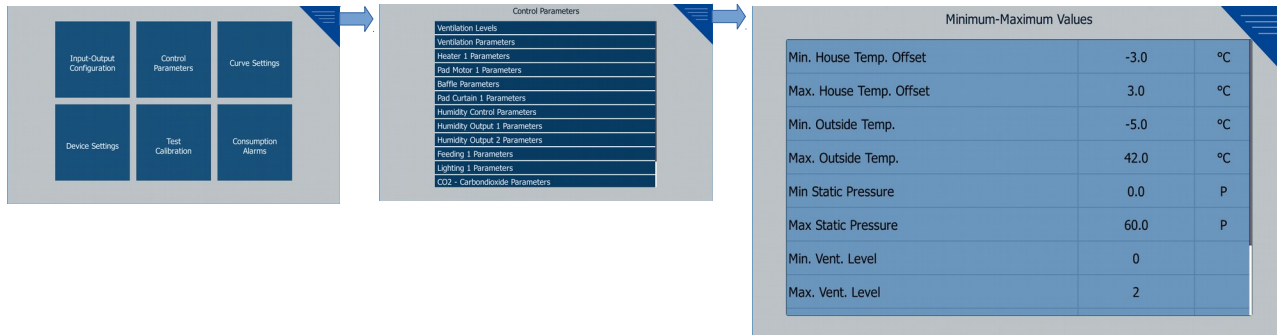 Input-Output
Configuration
Control
Parameters
Curve Settings
Device Settings
Test
Calibration
Consumption
Alarms
Control Parameters
Ventilation Levels
Ventilation Parameters
Heater 1 Parameters
Pad Motor 1 Parameters
Baffle Parameters
Pad Curtain 1 Parameters
Humidity Control Parameters
Humidity Output 1 Parameters
Humidity Output 2 Parameters
Feeding 1 Parameters
Lighting 1 Parameters
CO2 - Carbondioxide Parameters
Minimum-Maximum Values
Min. House Temp. Offset -3.0 °C
Max. House Temp. Offset 3.0 °C
Min. Outside Temp. -5.0 °C
Max. Outside Temp. 42.0 °C
Min Static Pressure 0.0 P
Max Static Pressure 60.0 P
Min. Vent. Level 0
Max. Vent. Level 2